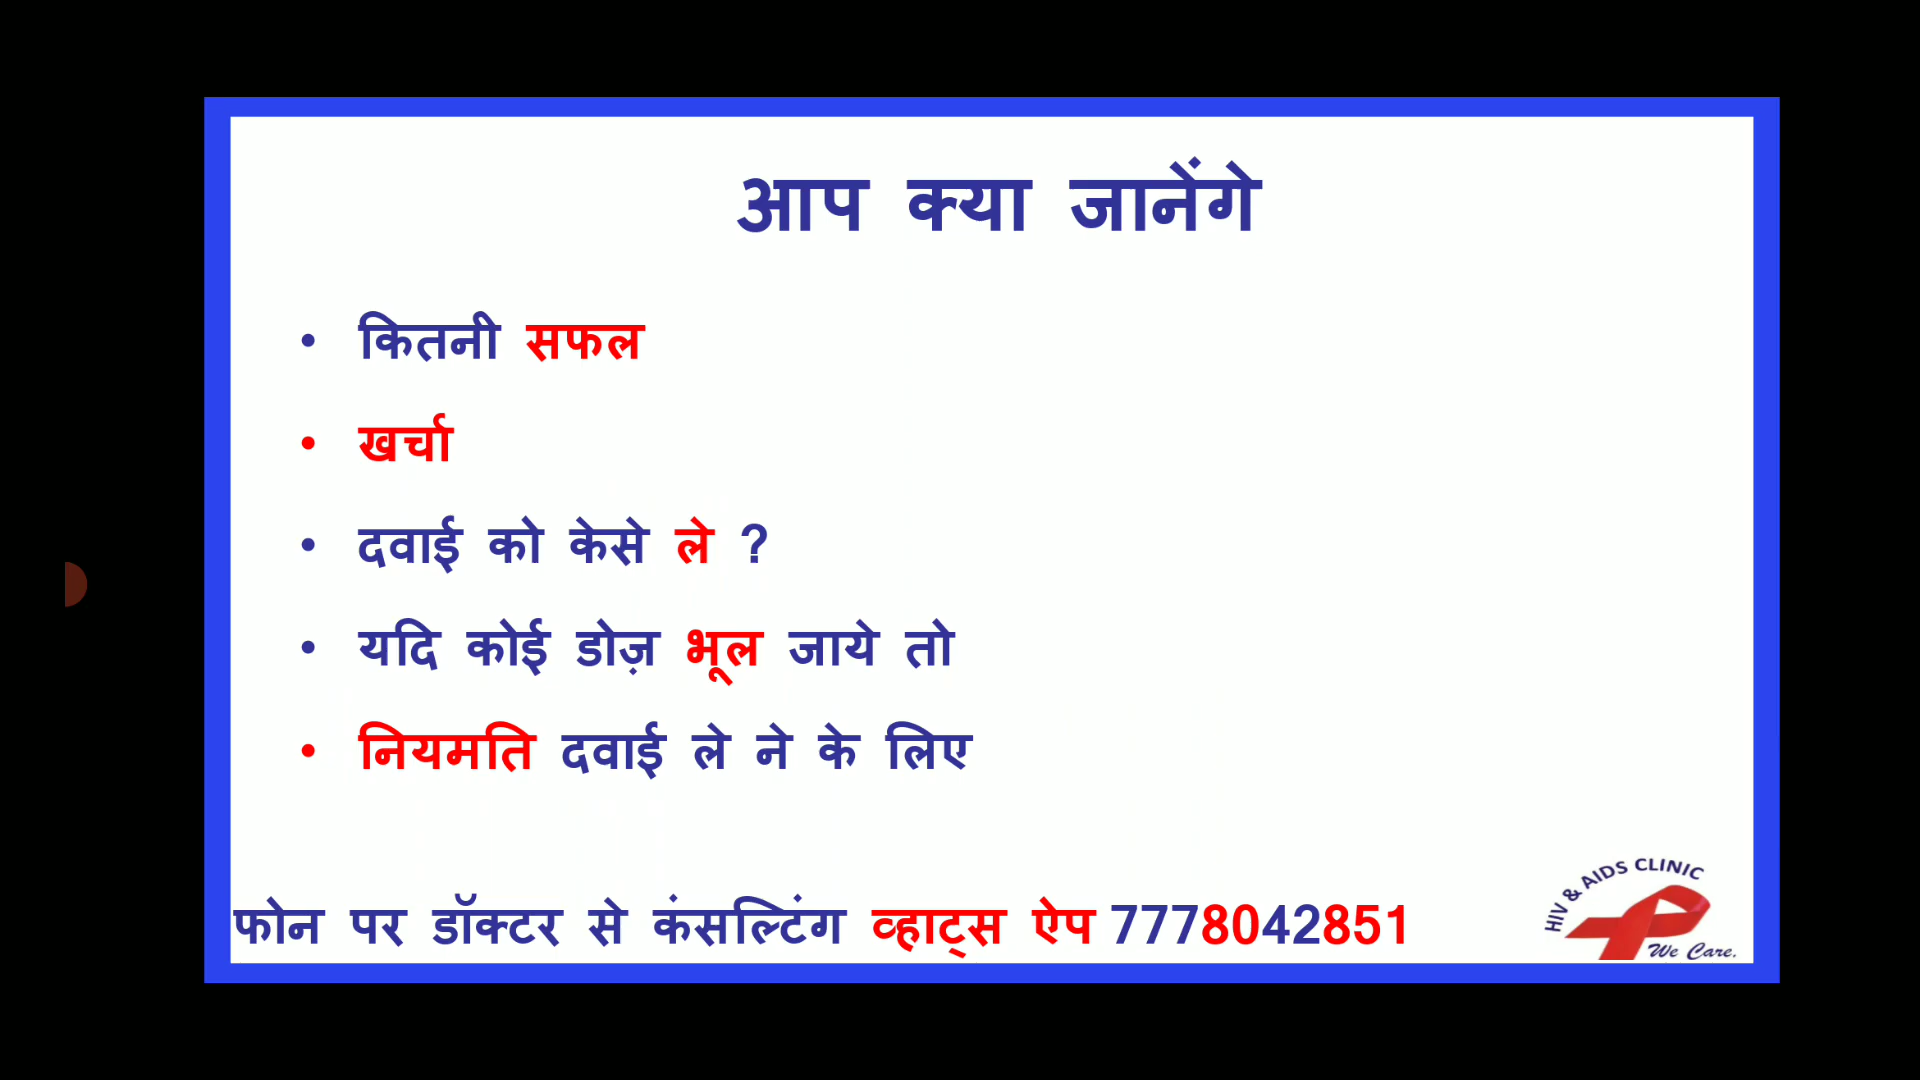 आप क्या जानेंगे
• कितनी सफल
• खर्चा
• दवाई को केसे ले ?
• यदि कोई डोज़ भूल जाये तो
• नियमति दवाई ले ने के लिए
फोन पर डॉक्टर से कंसल्टिंग व्हाट्स ऐप 7778042851
HIV & AIDS CLINIC
We Care.